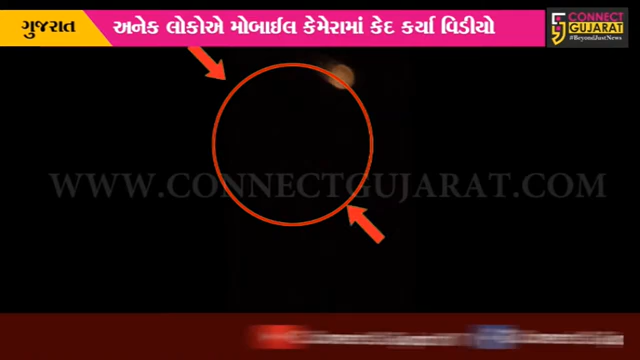 ગુજરાત
અનેક લોકોએ મોબાઈલ કેમેરામાં કેદ કર્યા વિડીયો
CONNECT
GUJARAT
#BeyondJustNews
WWW.CONNECTGUJARAT.COM